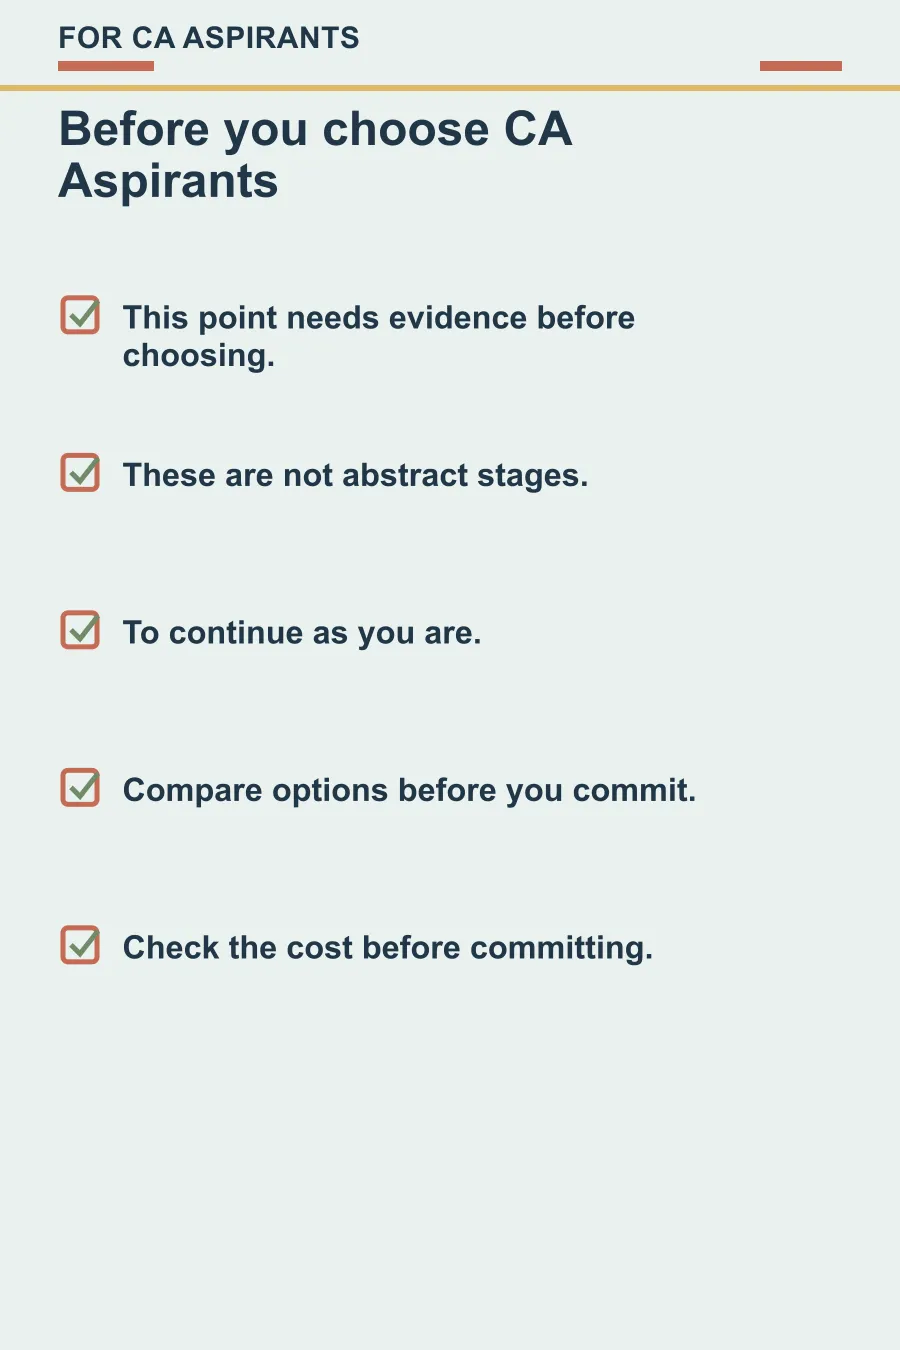 FOR CA ASPIRANTS
Before you choose CA
Aspirants
This point needs evidence before
choosing.
These are not abstract stages.
To continue as you are.
Compare options before you commit.
Check the cost before committing.